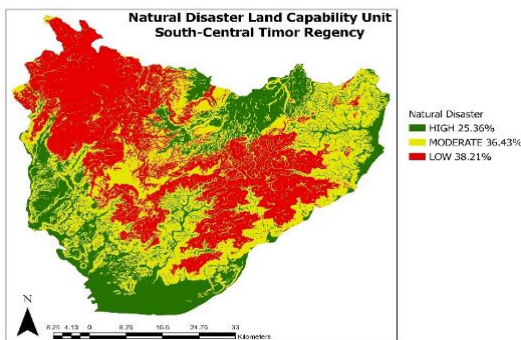 Natural Disaster Land Capability Unit
South-Central Timor Regency
Natural Disaster
HIGH 25.36%
MODERATE 36.43%
LOW 38.21%
N
8.25 4.13 0 8.25 16.5 24.75 33
Kilometers